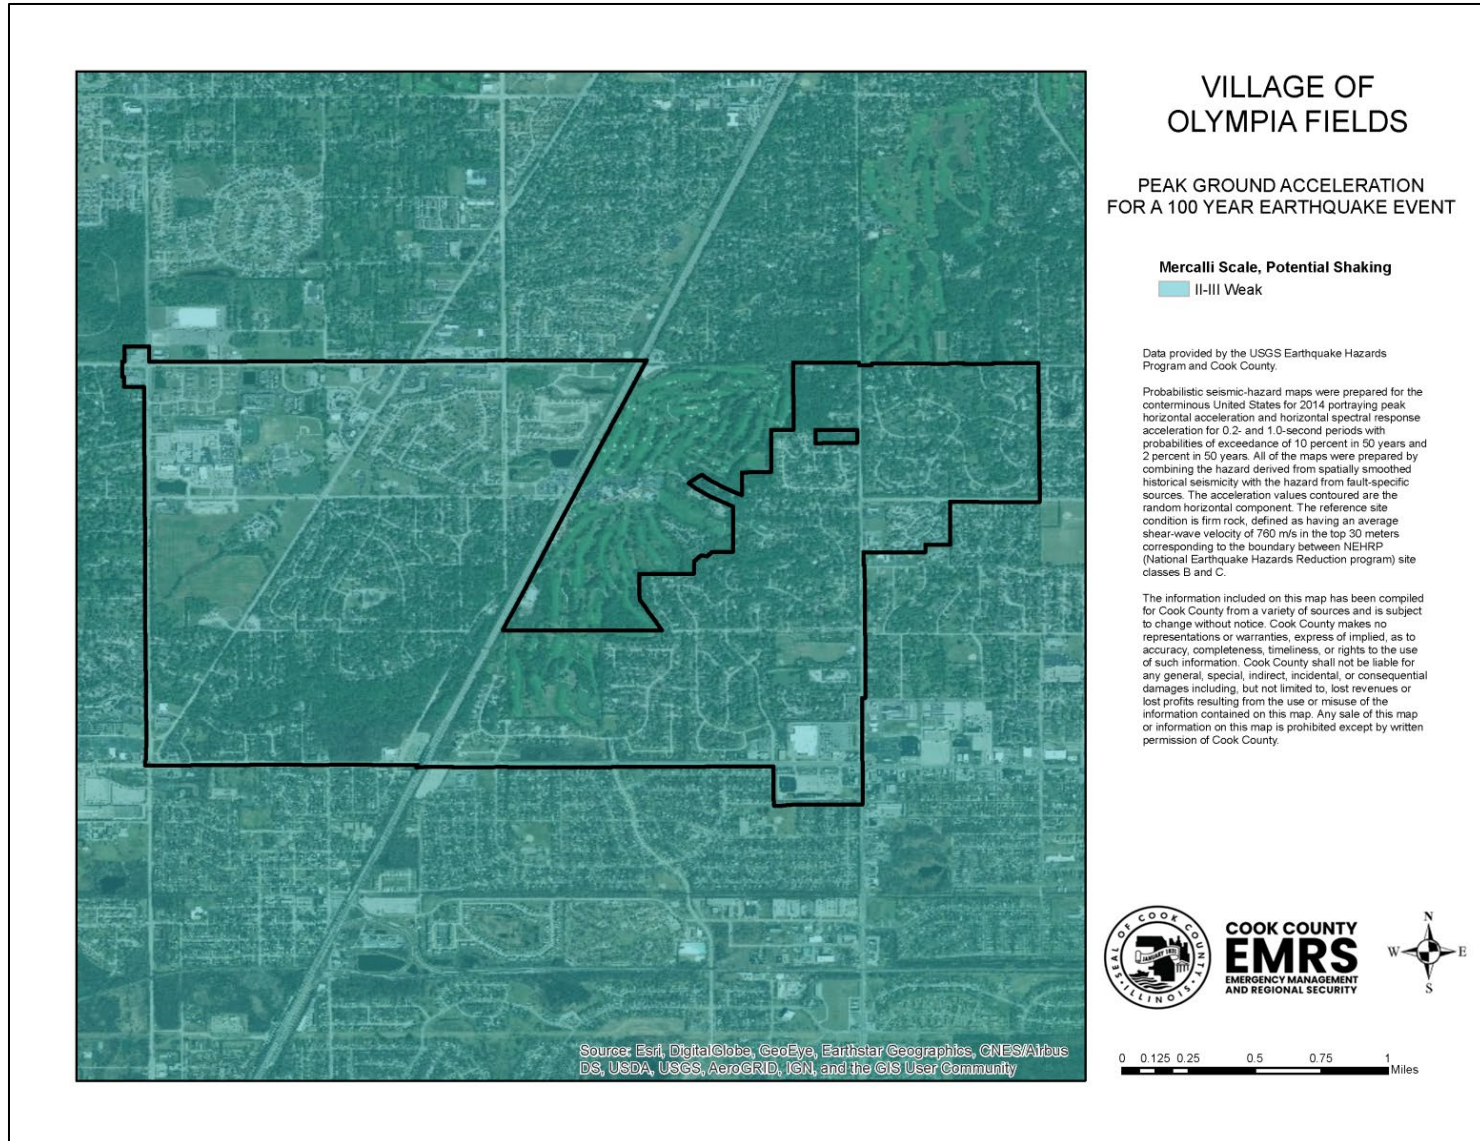 VILLAGE OF
OLYMPIA FIELDS
PEAK GROUND ACCELERATION
FOR A 100 YEAR EARTHQUAKE EVENT
Mercalli Scale, Potential Shaking
II-III Weak
Data provided by the USGS Earthquake Hazards
Program and Cook County.
Probabilistic seismic-hazard maps were prepared for the
conterminous United States for 2014 portraying peak
horizontal acceleration and horizontal spectral response
acceleration for 0.2- and 1.0-second periods with
probabilities of exceedance of 10 percent in 50 years and
2 percent in 50 years. All of the maps were prepared by
combining the hazard derived from spatially smoothed
historical seismicity with the hazard from fault-specific
sources. The acceleration values contoured are the
random horizontal component. The reference site
condition is firm rock, defined as having an average
shear-wave velocity of 760 m/s in the top 30 meters
corresponding to the boundary between NEHRP
(National Earthquake Hazards Reduction program) site
classes B and C.
The information included on this map has been compiled
for Cook County from a variety of sources and is subject
to change without notice. Cook County makes no
representations or warranties, express of implied, as to
accuracy, completeness, timeliness, or rights to the use
of such information. Cook County shall not be liable for
any general, special, indirect, incidental, or consequential
damages including, but not limited to, lost revenues or
lost profits resulting from the use or misuse of the
information contained on this map. Any sale of this map
or information on this map is prohibited except by written
permission of Cook County.
SEAL OF COOK COUNTY
JANUARY 1831
ILLINOIS
COOK COUNTY
EMRS
EMERGENCY MANAGEMENT
AND REGIONAL SECURITY
N
W E
S
0 0.125 0.25 0.5 0.75 1
Miles
Source: Esri, DigitalGlobe, GeoEye, Earthstar Geographics, CNES/Airbus
DS, USDA, USGS, AeroGRID, IGN, and the GIS User Community